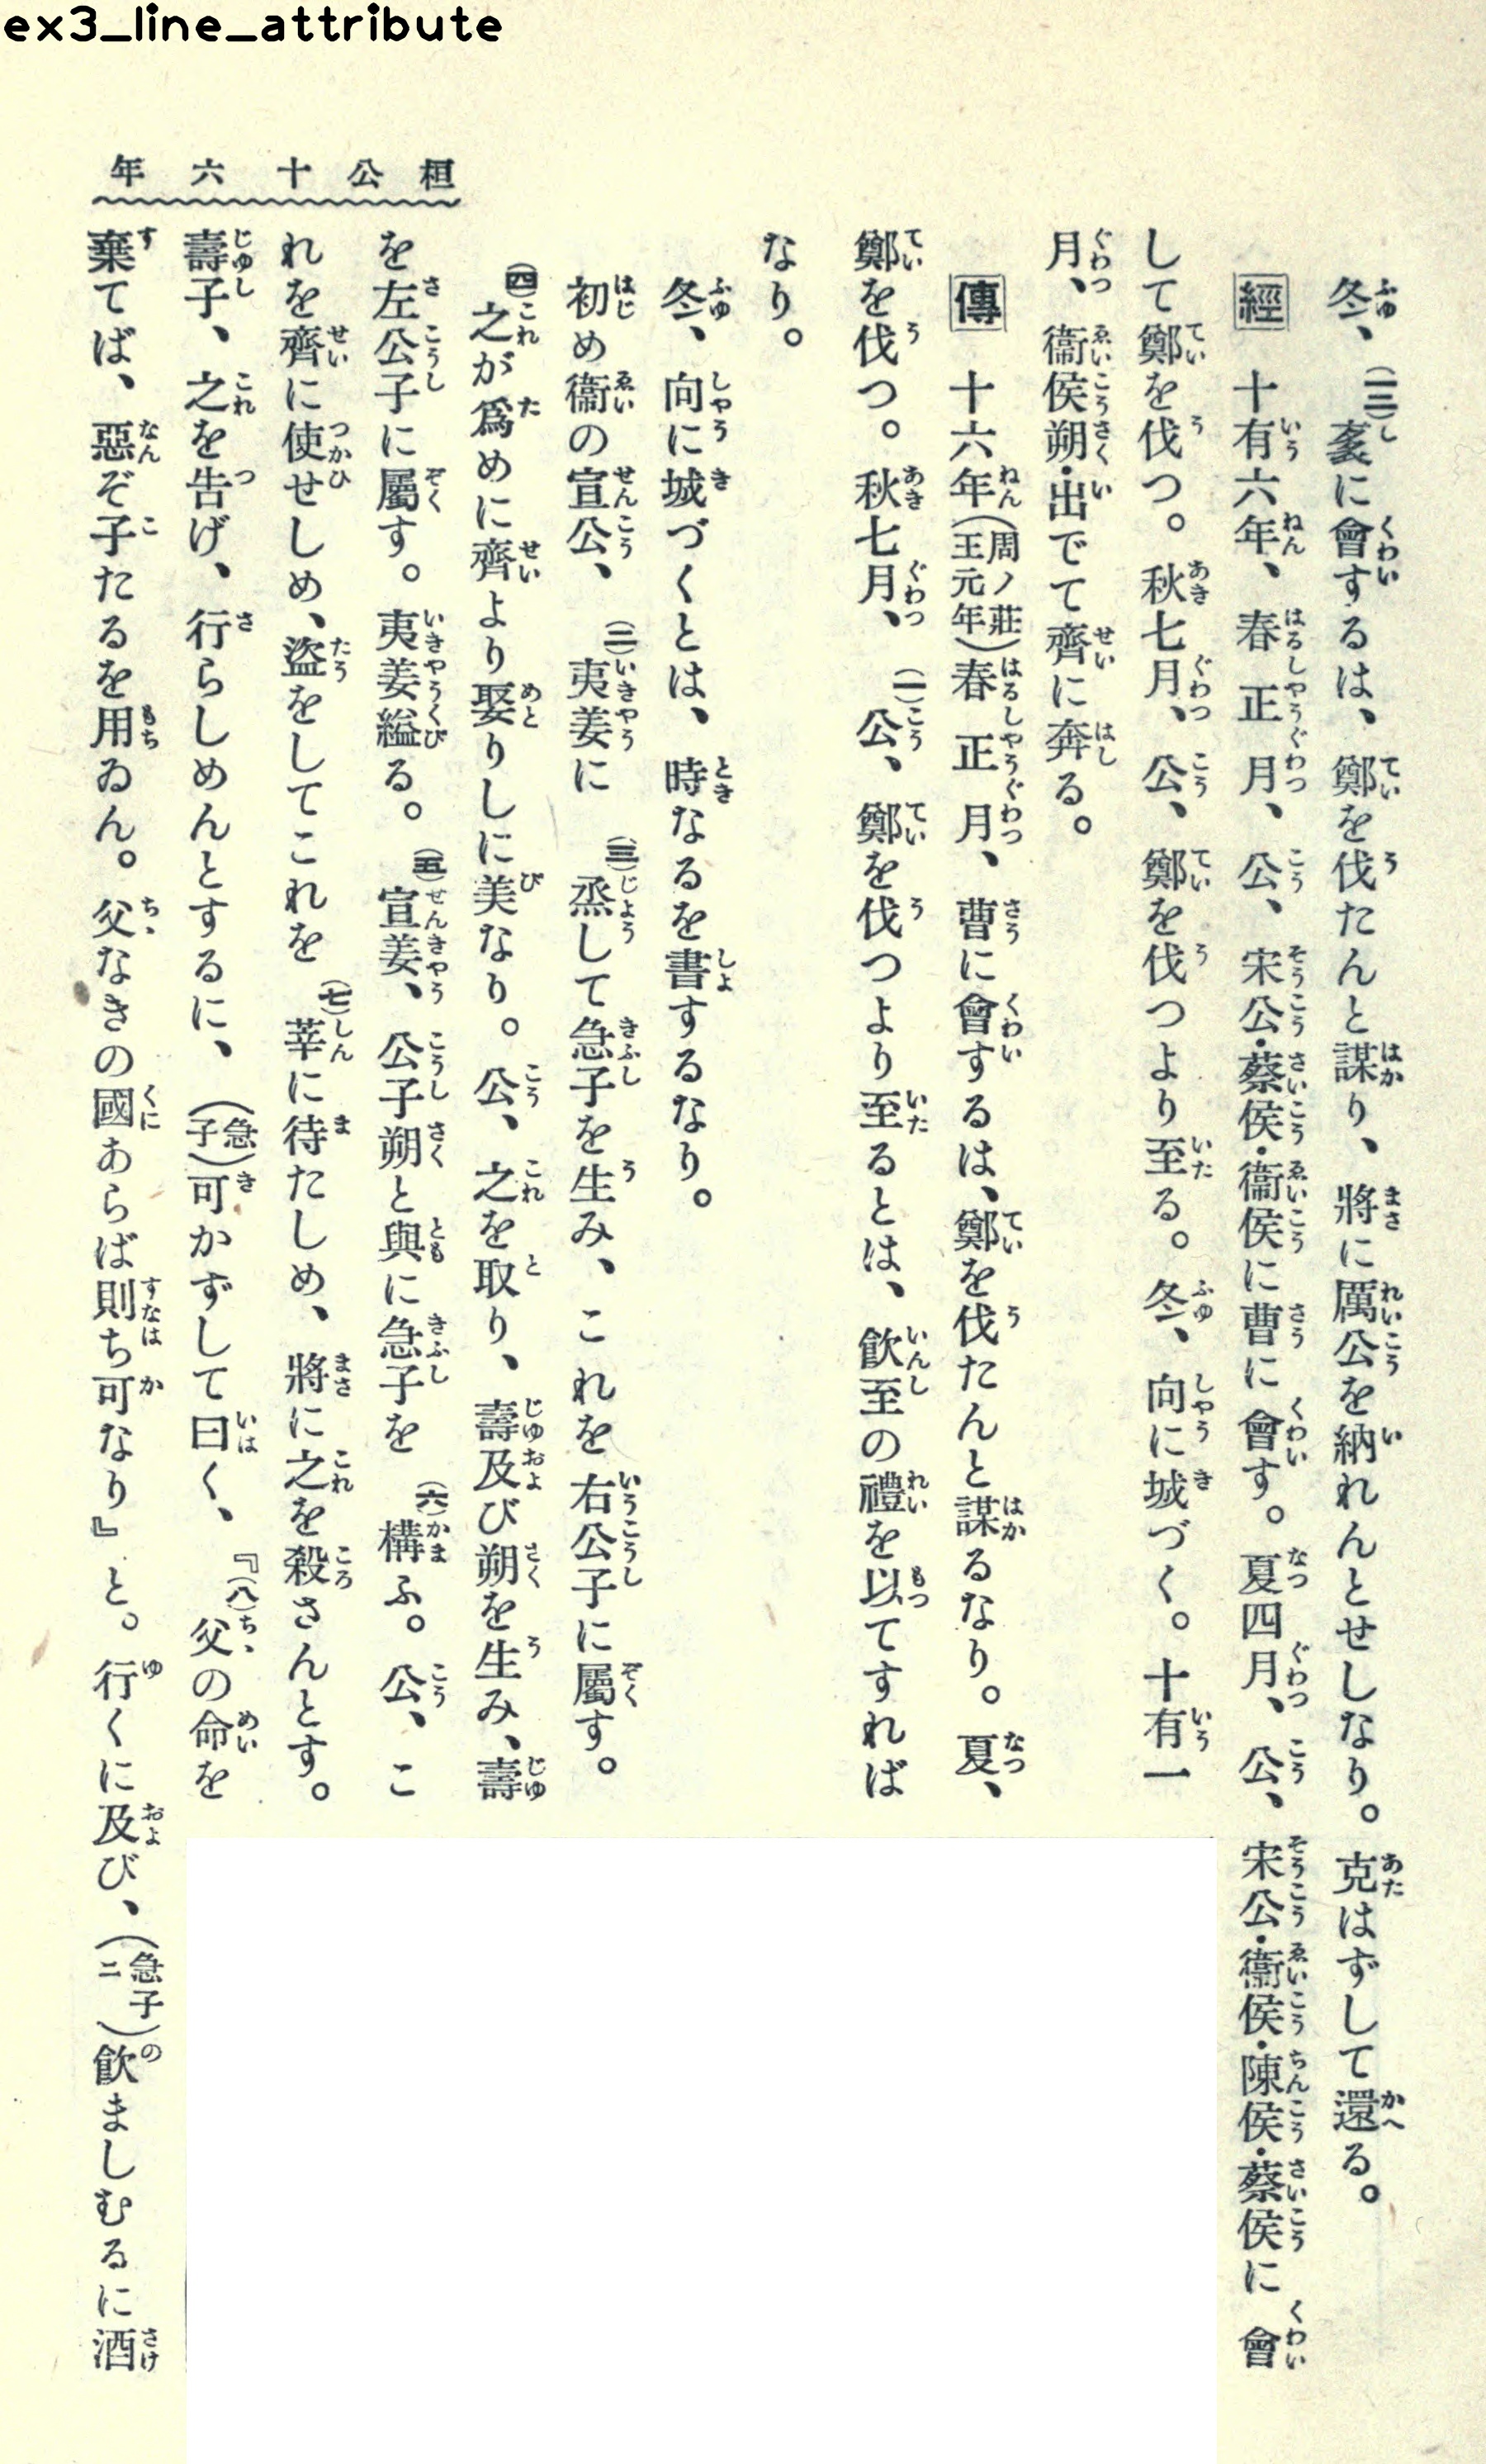 ex3_line_attribute
桓公十六年
冬、(一三)袲に會するは、鄭を伐たんと謀り、將に厲公を納れんとせしなり。克はずして還る。
經 十有六年、春正月、公、宋公・蔡侯・衞侯に曹に會す。夏四月、公、宋公・衞侯・陳侯・蔡侯に會
して鄭を伐つ。秋七月、公、鄭を伐つより至る。冬、向に城づく。十有一
月、衞侯朔・出でて齊に奔る。
傳 十六年(周ノ莊王元年)春正月、曹に會するは、鄭を伐たんと謀るなり。夏、
鄭を伐つ。秋七月、(一)公、鄭を伐つより至るとは、飮至の禮を以てすれば
なり。
冬、向に城づくとは、時なるを書するなり。
初め衞の宣公、(二)夷姜に(三)烝して急子を生み、これを右公子に屬す。
(四)之が爲めに齊より娶りしに美なり。公、之を取り、壽及び朔を生み、壽
を左公子に屬す。夷姜縊る。(五)宣姜、公子朔と與に急子を(六)構ふ。公、こ
れを齊に使せしめ、盜をしてこれを(七)莘に待たしめ、將に之を殺さんとす。
壽子、之を告げ、行らしめんとするに、(急子)可かずして曰く、『(八)父の命を
棄てば、惡ぞ子たるを用ゐん。父なきの國あらば則ち可なり』と。行くに及び、(急子ニ)飮ましむるに酒